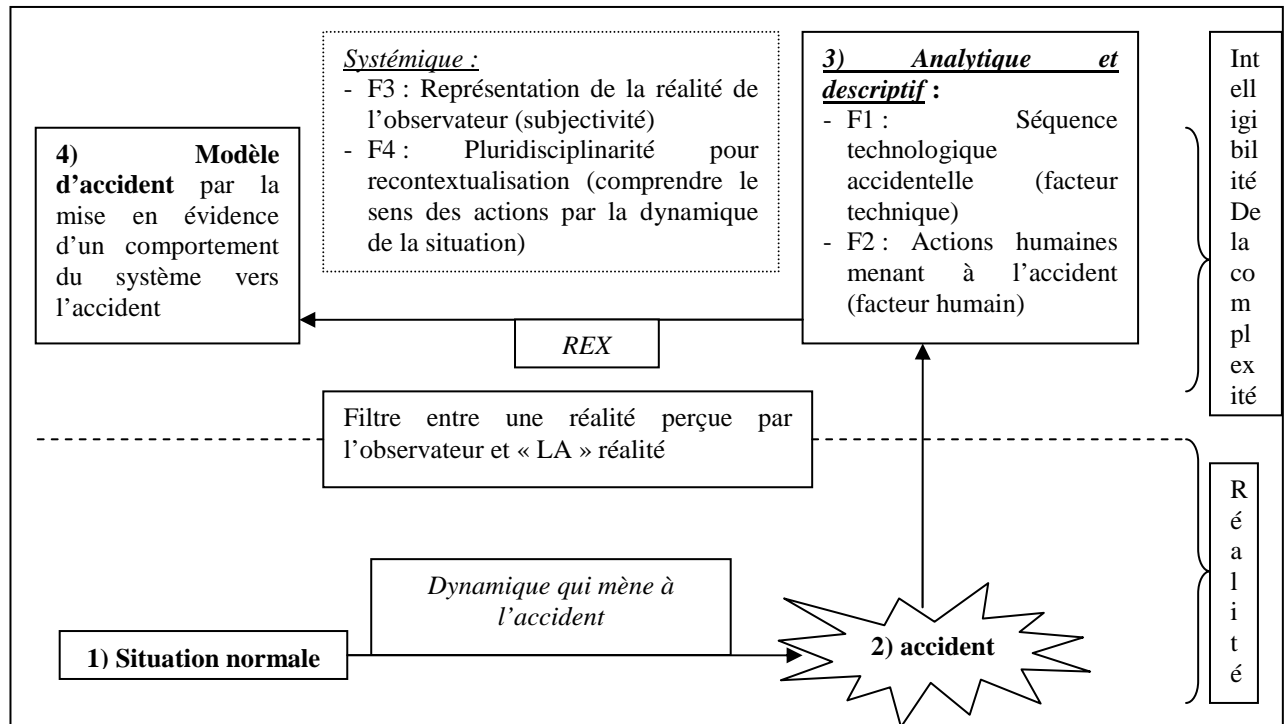 Systémique :
- F3 : Représentation de la réalité de
l’observateur (subjectivité)
- F4 : Pluridisciplinarité pour
recontextualisation (comprendre le
sens des actions par la dynamique
de la situation)
3) Analytique et
descriptif :
- F1 : Séquence
technologique
accidentelle (facteur
technique)
- F2 : Actions humaines
menant à l’accident
(facteur humain)
Int
ell
igi
bil
ité
De
la
co
m
pl
ex
ité
4) Modèle
d’accident par la
mise en évidence
d’un comportement
du système vers
l’accident
REX
Filtre entre une réalité perçue par
l’observateur et « LA » réalité
R
é
a
l
i
t
é
Dynamique qui mène à
l’accident
1) Situation normale
2) accident